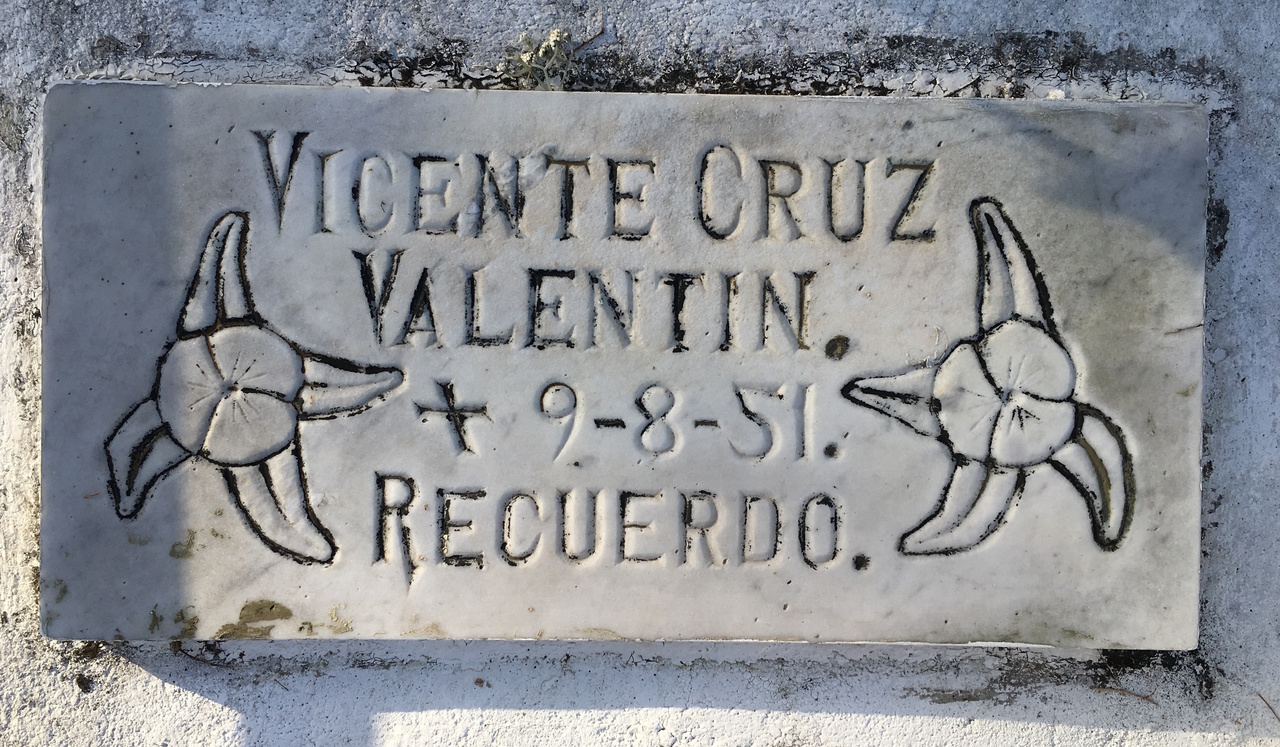 VICENTE CRUZ
VALENTIN.
+ 9-8-51.
RECUERDO.